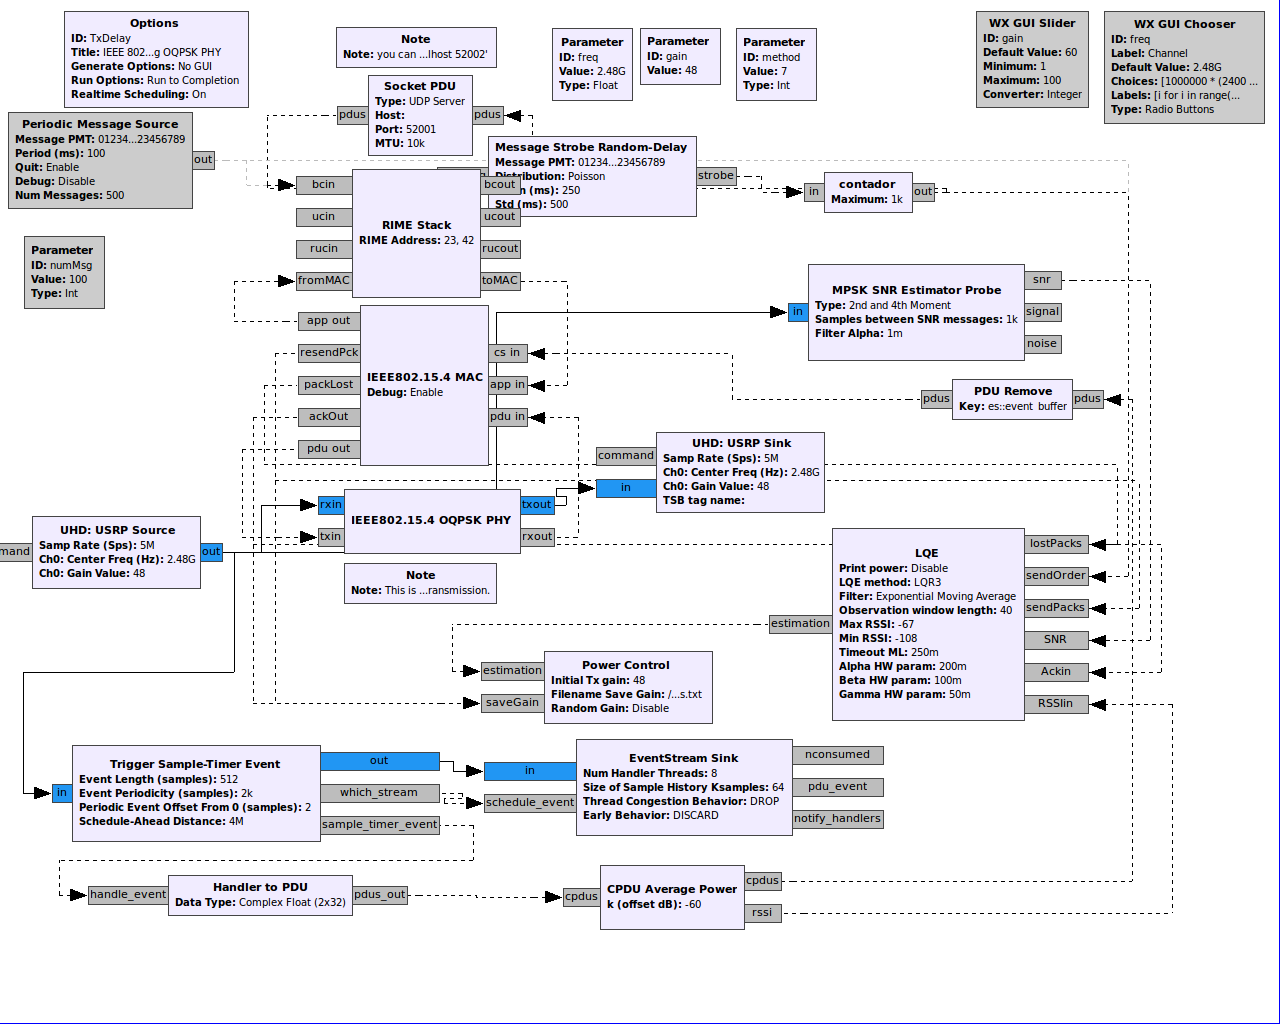 Options
ID: TxDelay
Title: IEEE 802...g OQPSK PHY
Generate Options: No GUI
Run Options: Run to Completion
Realtime Scheduling: On
Note
Note: you can ...lhost 52002'
Parameter
ID: freq
Value: 2.48G
Type: Float
Parameter
ID: gain
Value: 48
Parameter
ID: method
Value: 7
Type: Int
WX GUI Slider
ID: gain
Default Value: 60
Minimum: 1
Maximum: 100
Converter: Integer
WX GUI Chooser
ID: freq
Label: Channel
Default Value: 2.48G
Choices: [1000000 * (2400 ...
Labels: [i for i in range(...
Type: Radio Buttons
Socket PDU
Type: UDP Server
Host:
Port: 52001
MTU: 10k
pdus
pdus
Periodic Message Source
Message PMT: 01234...23456789
Period (ms): 100
Quit: Enable
Debug: Disable
Num Messages: 500
out
Message Strobe Random-Delay
Message PMT: 01234...23456789
Distribution: Poisson
(ms): 250
Std (ms): 500
strobe
in
contador
Maximum: 1k
out
bcin
ucin
rucin
fromMAC
RIME Stack
RIME Address: 23, 42
bcout
ucout
rucout
toMAC
Parameter
ID: numMsg
Value: 100
Type: Int
in
MPSK SNR Estimator Probe
Type: 2nd and 4th Moment
Samples between SNR messages: 1k
Filter Alpha: 1m
snr
signal
noise
app out
resendPck
packLost
ackOut
pdu out
IEEE802.15.4 MAC
Debug: Enable
cs in
app in
pdu in
pdus
PDU Remove
Key: es::event_buffer
pdus
command
in
UHD: USRP Sink
Samp Rate (Sps): 5M
Ch0: Center Freq (Hz): 2.48G
Ch0: Gain Value: 48
TSB tag name:
rxin
txin
IEEE802.15.4 OQPSK PHY
txout
rxout
mand
UHD: USRP Source
Samp Rate (Sps): 5M
Ch0: Center Freq (Hz): 2.48G
Ch0: Gain Value: 48
out
Note
Note: This is ...ransmission.
estimation
LQE
Print power: Disable
LQE method: LQR3
Filter: Exponential Moving Average
Observation window length: 40
Max RSSI: -67
Min RSSI: -108
Timeout ML: 250m
Alpha HW param: 200m
Beta HW param: 100m
Gamma HW param: 50m
lostPacks
sendOrder
sendPacks
SNR
Ackin
RSSIin
estimation
saveGain
Power Control
Initial Tx gain: 48
Filename Save Gain: /...s.txt
Random Gain: Disable
in
Trigger Sample-Timer Event
Event Length (samples): 512
Event Periodicity (samples): 2k
Periodic Event Offset From 0 (samples): 2
Schedule-Ahead Distance: 4M
out
which_stream
sample_timer_event
in
schedule_event
EventStream Sink
Num Handler Threads: 8
Size of Sample History Ksamples: 64
Thread Congestion Behavior: DROP
Early Behavior: DISCARD
nconsumed
pdu_event
notify_handlers
handle_event
Handler to PDU
Data Type: Complex Float (2x32)
pdus_out
cpdus
CPDU Average Power
k (offset dB): -60
cpdus
rssi